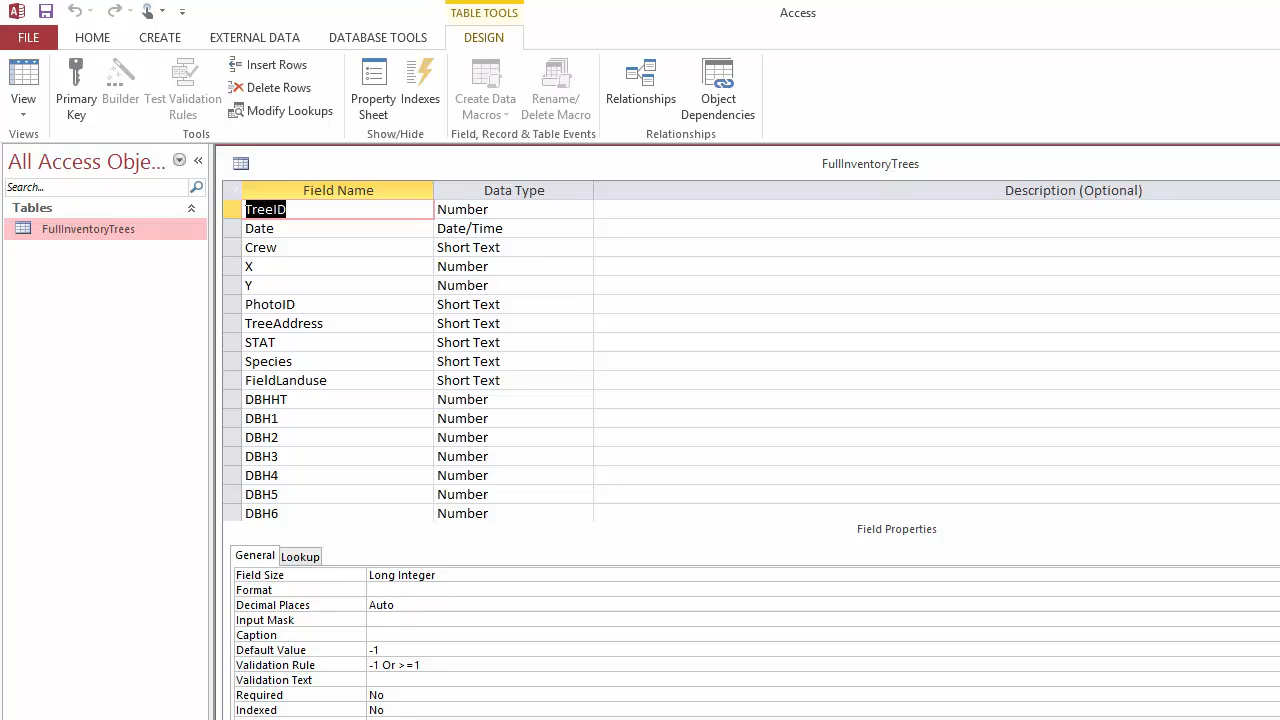 TABLE TOOLS
Access
FILE
HOME
CREATE
EXTERNAL DATA
DATABASE TOOLS
DESIGN
View
Views
Primary Key
Builder
Test Validation Rules
Insert Rows
Delete Rows
Modify Lookups
Tools
Property Sheet
Indexes
Show/Hide
Create Data Macros
Rename/ Delete Macro
Field, Record & Table Events
Relationships
Object Dependencies
Relationships
All Access Obje... «
Search...
Tables
FullInventoryTrees
FullInventoryTrees
Field Name Data Type Description (Optional)
TreeID Number
Date Date/Time
Crew Short Text
X Number
Y Number
PhotoID Short Text
TreeAddress Short Text
STAT Short Text
Species Short Text
FieldLanduse Short Text
DBHHT Number
DBH1 Number
DBH2 Number
DBH3 Number
DBH4 Number
DBH5 Number
DBH6 Number
Field Properties
General Lookup
Field Size Long Integer
Format
Decimal Places Auto
Input Mask
Caption
Default Value -1
Validation Rule -1 Or >=1
Validation Text
Required No
Indexed No